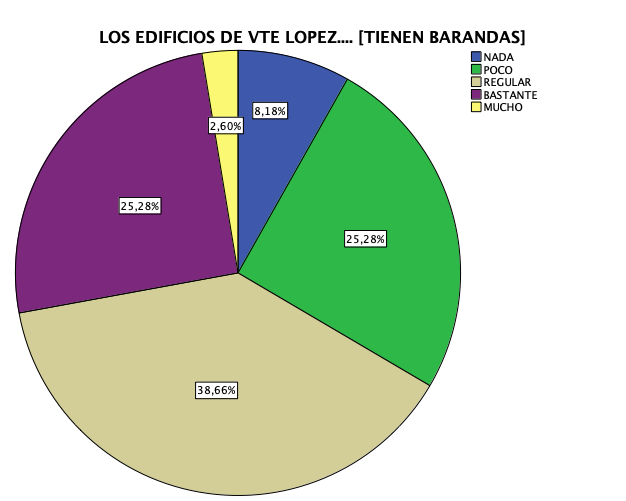 LOS EDIFICIOS DE VTE LOPEZ.... [TIENEN BARANDAS]
NADA
POCO
REGULAR
BASTANTE
MUCHO
8,18%
2,60%
25,28%
25,28%
38,66%